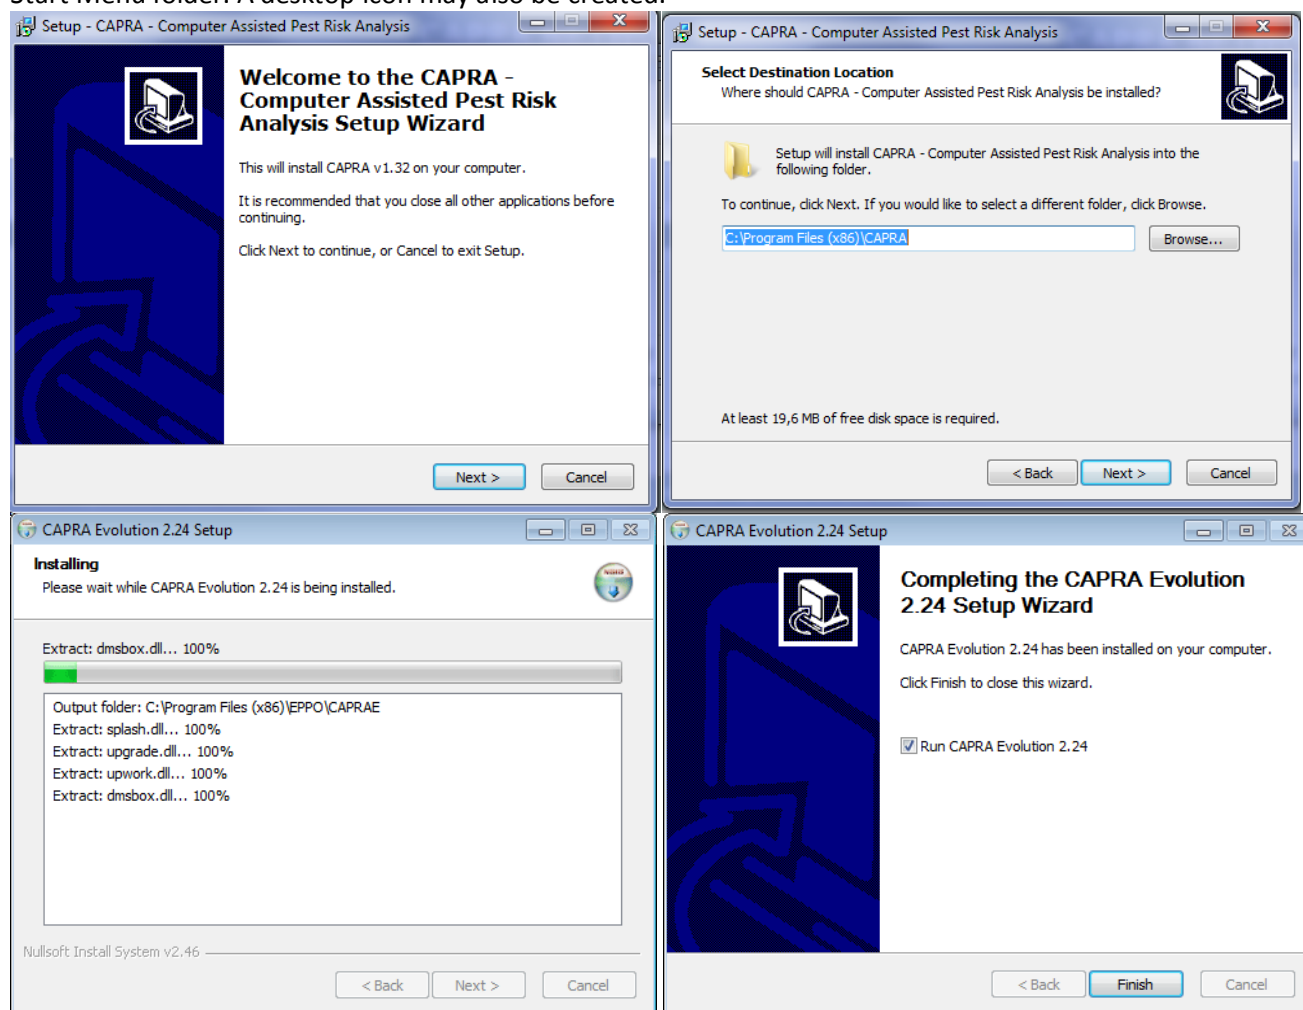 Start Menu folder. A desktop icon may also be created.
Setup - CAPRA - Computer Assisted Pest Risk Analysis
Welcome to the CAPRA -
Computer Assisted Pest Risk
Analysis Setup Wizard
This will install CAPRA v1.32 on your computer.
It is recommended that you close all other applications before
continuing.
Click Next to continue, or Cancel to exit Setup.
Next >
Cancel
Setup - CAPRA - Computer Assisted Pest Risk Analysis
Select Destination Location
Where should CAPRA - Computer Assisted Pest Risk Analysis be installed?
Setup will install CAPRA - Computer Assisted Pest Risk Analysis into the
following folder.
To continue, click Next. If you would like to select a different folder, click Browse.
C:\Program Files (x86)\CAPRA
Browse...
At least 19,6 MB of free disk space is required.
< Back
Next >
Cancel
CAPRA Evolution 2.24 Setup
Installing
Please wait while CAPRA Evolution 2.24 is being installed.
Extract: dmsbox.dll... 100%
Output folder: C:\Program Files (x86)\EPPO\CAPRAE
Extract: splash.dll... 100%
Extract: upgrade.dll... 100%
Extract: upwork.dll... 100%
Extract: dmsbox.dll... 100%
Nullsoft Install System v2.46
< Back
Next >
Cancel
CAPRA Evolution 2.24 Setup
Completing the CAPRA Evolution
2.24 Setup Wizard
CAPRA Evolution 2.24 has been installed on your computer.
Click Finish to close this wizard.
Run CAPRA Evolution 2.24
< Back
Finish
Cancel